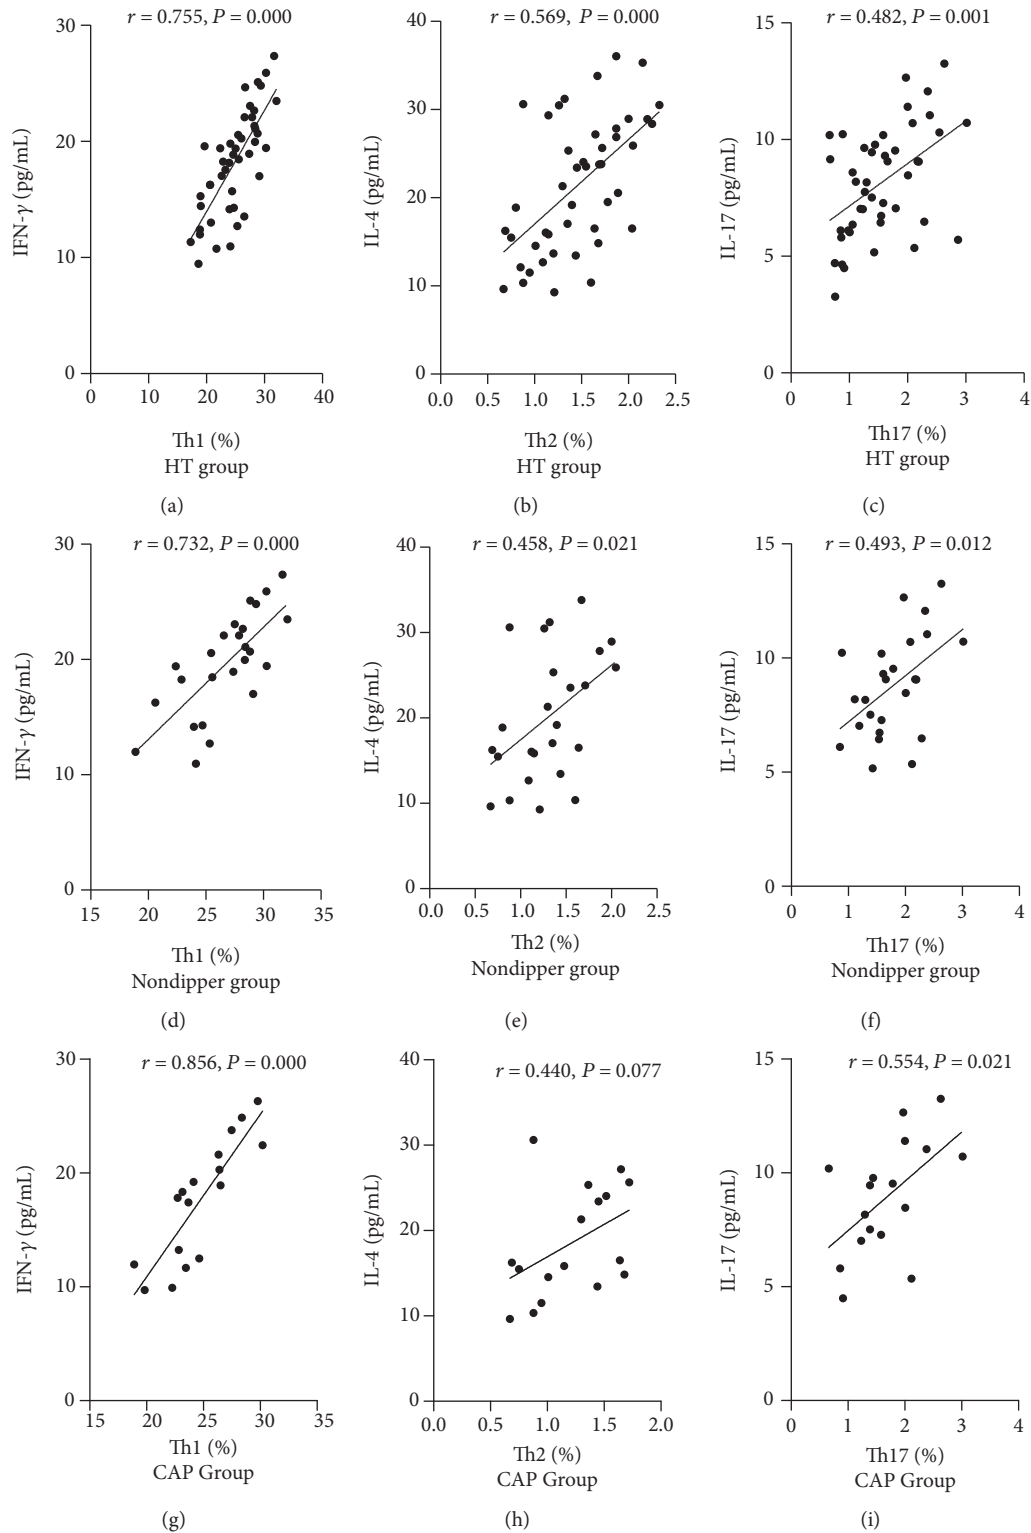 r = 0.755, P = 0.000
30
20
10
0
IFN-γ (pg/mL)
0 10 20 30 40
Th1 (%)
HT group
(a)
r = 0.569, P = 0.000
40
30
20
10
0
IL-4 (pg/mL)
0.0 0.5 1.0 1.5 2.0 2.5
Th2 (%)
HT group
(b)
r = 0.482, P = 0.001
15
10
5
0
IL-17 (pg/mL)
0 1 2 3 4
Th17 (%)
HT group
(c)
r = 0.732, P = 0.000
30
20
10
0
IFN-γ (pg/mL)
15 20 25 30 35
Th1 (%)
Nondipper group
(d)
r = 0.458, P = 0.021
40
30
20
10
0
IL-4 (pg/mL)
0.0 0.5 1.0 1.5 2.0 2.5
Th2 (%)
Nondipper group
(e)
r = 0.493, P = 0.012
15
10
5
0
IL-17 (pg/mL)
0 1 2 3 4
Th17 (%)
Nondipper group
(f)
r = 0.856, P = 0.000
30
20
10
0
IFN-γ (pg/mL)
15 20 25 30 35
Th1 (%)
CAP Group
(g)
r = 0.440, P = 0.077
40
30
20
10
0
IL-4 (pg/mL)
0.0 0.5 1.0 1.5 2.0
Th2 (%)
CAP Group
(h)
r = 0.554, P = 0.021
15
10
5
0
IL-17 (pg/mL)
0 1 2 3 4
Th17 (%)
CAP Group
(i)